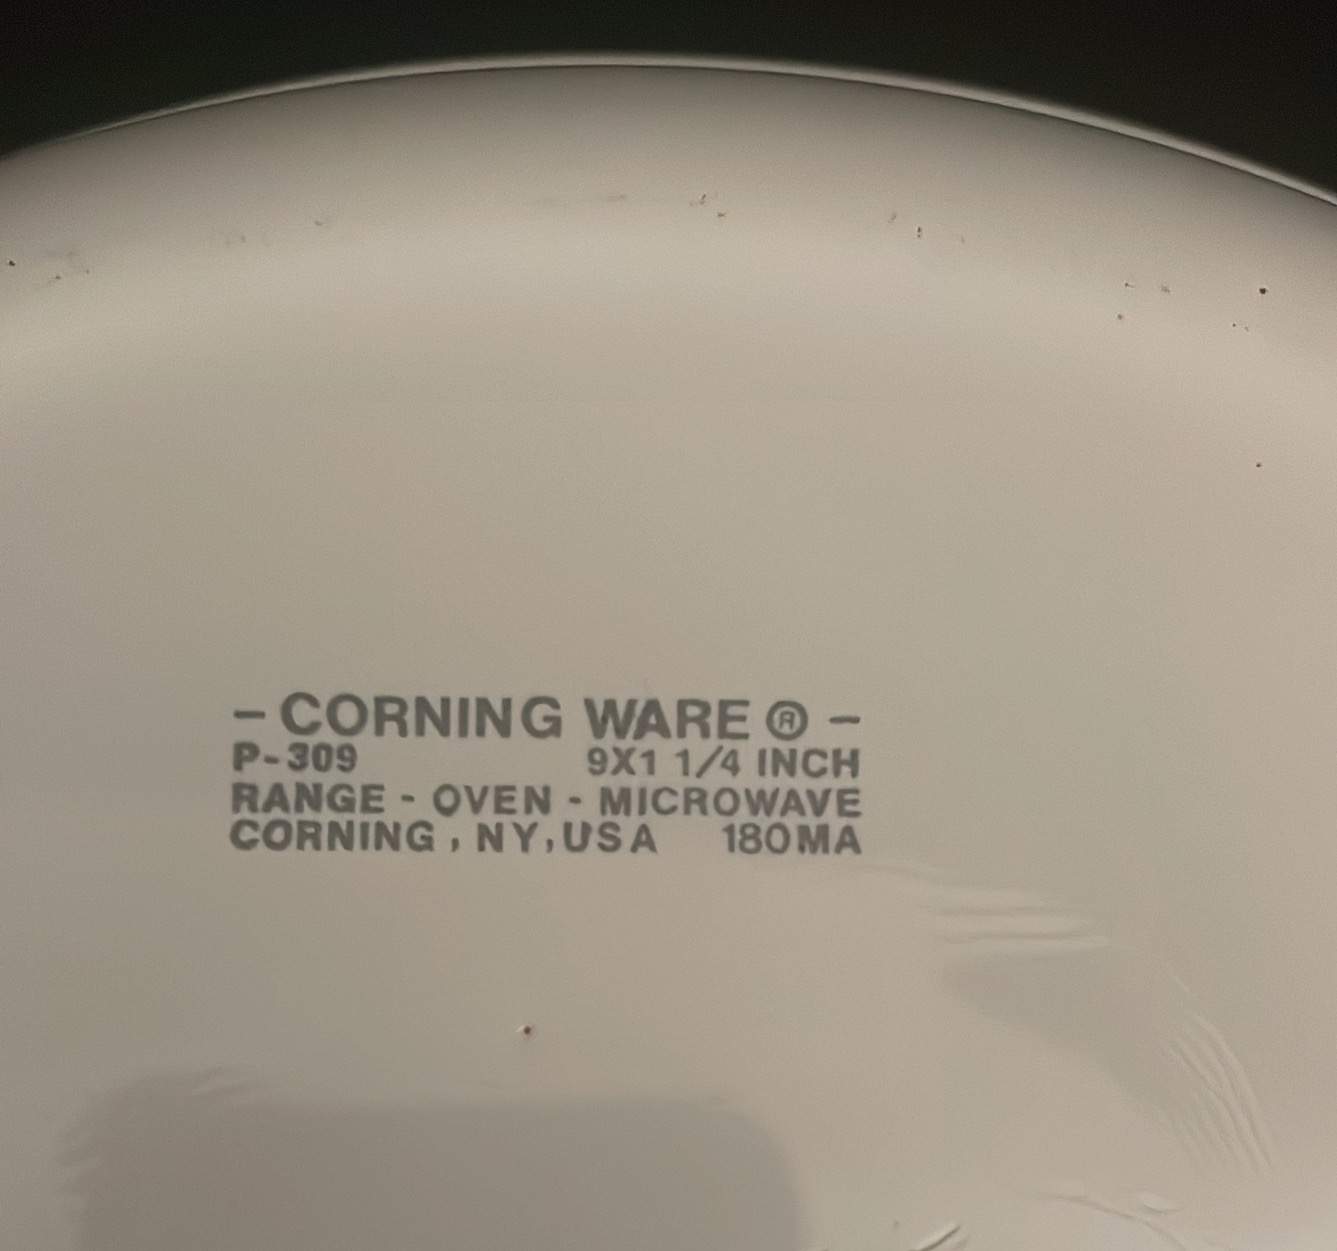 - CORNING WARE ® -
P-309 9X1 1/4 INCH
RANGE - OVEN - MICROWAVE
CORNING, NY, USA 180MA